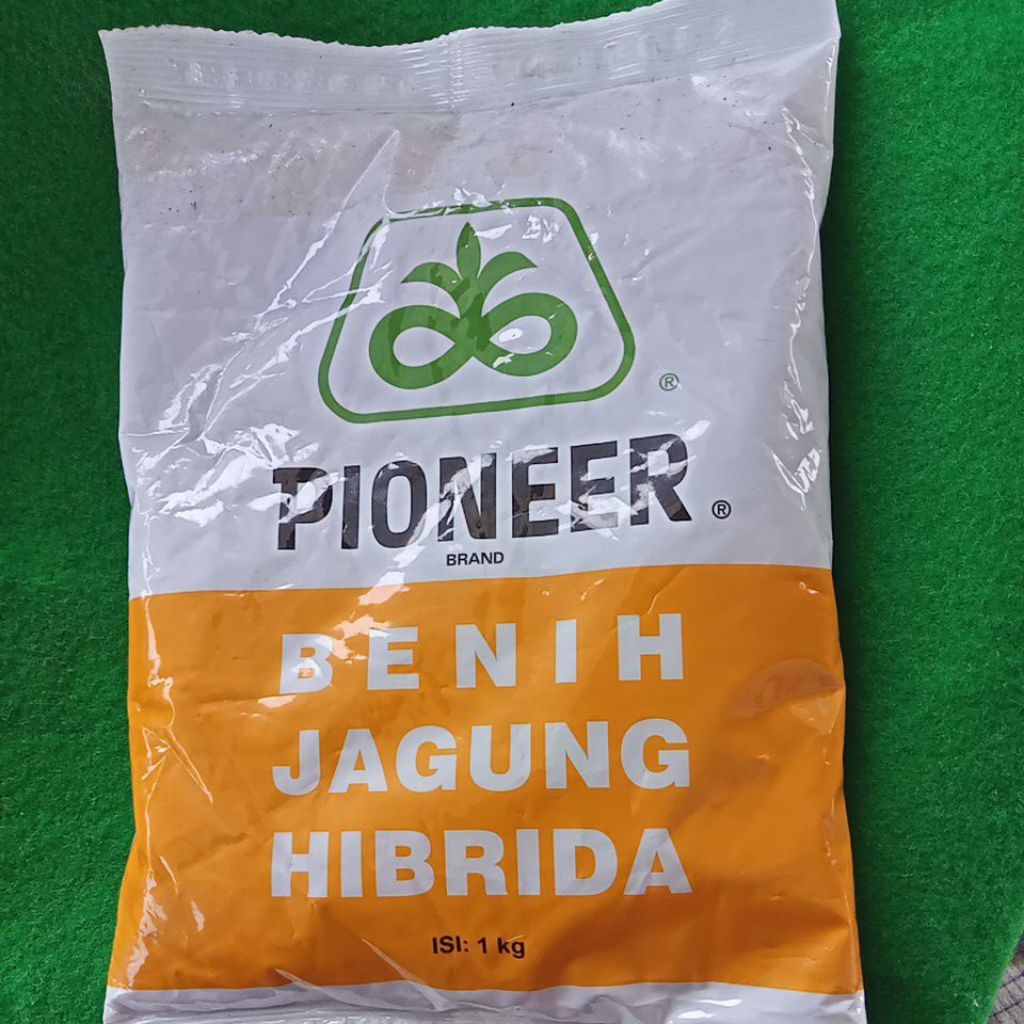 ®
PIONEER ®
BRAND
BENIH
JAGUNG
HIBRIDA
ISI: 1 kg